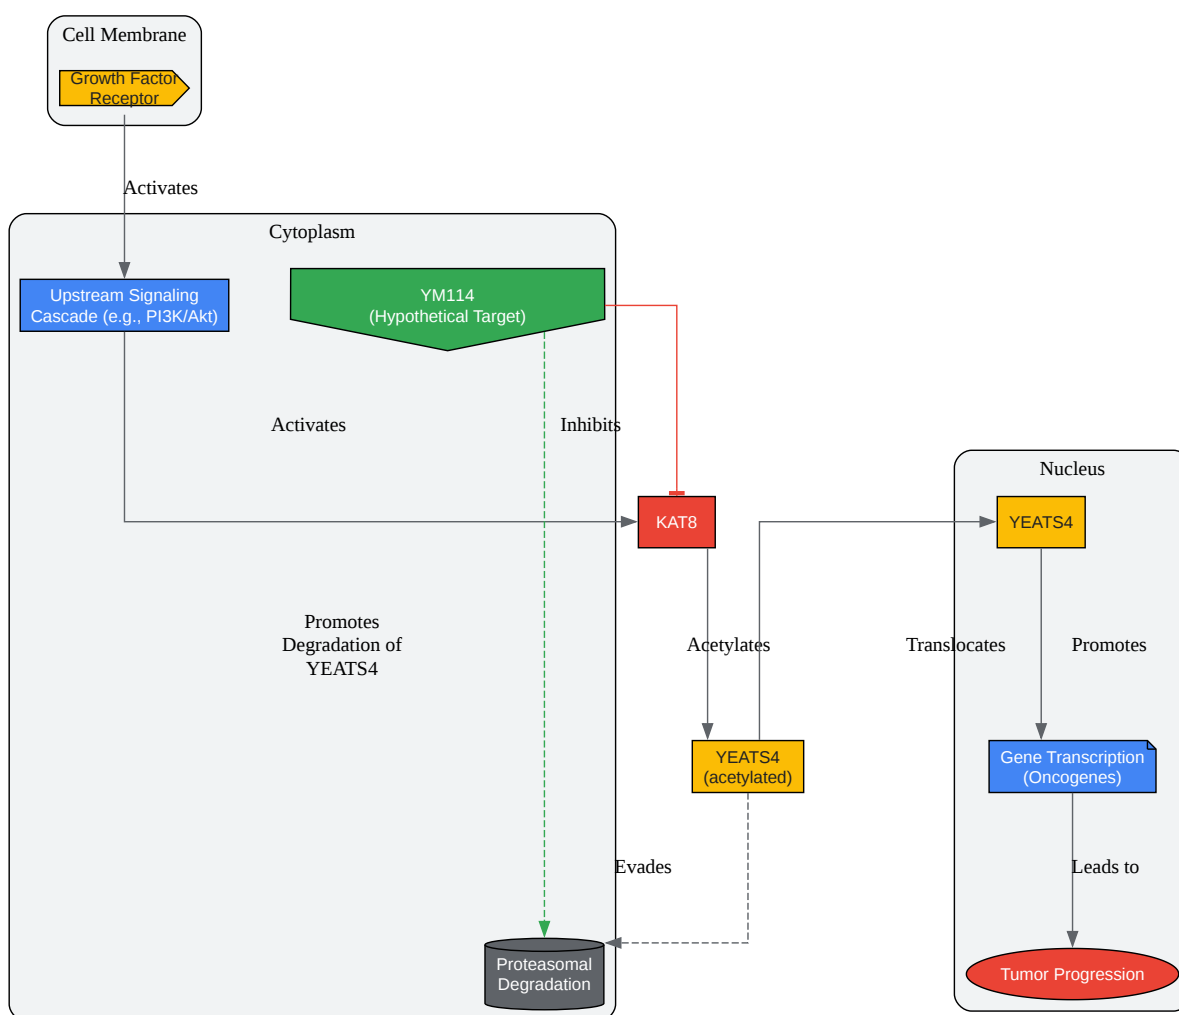 Cell Membrane
Growth Factor
Receptor
Activates
Cytoplasm
Upstream Signaling
Cascade (e.g., PI3K/Akt)
YM114
(Hypothetical Target)
Activates
Inhibits
Nucleus
KAT8
YEATS4
Promotes
Degradation of
YEATS4
Acetylates
Translocates
Promotes
YEATS4
(acetylated)
Gene Transcription
(Oncogenes)
Evades
Leads to
Proteasomal
Degradation
Tumor Progression